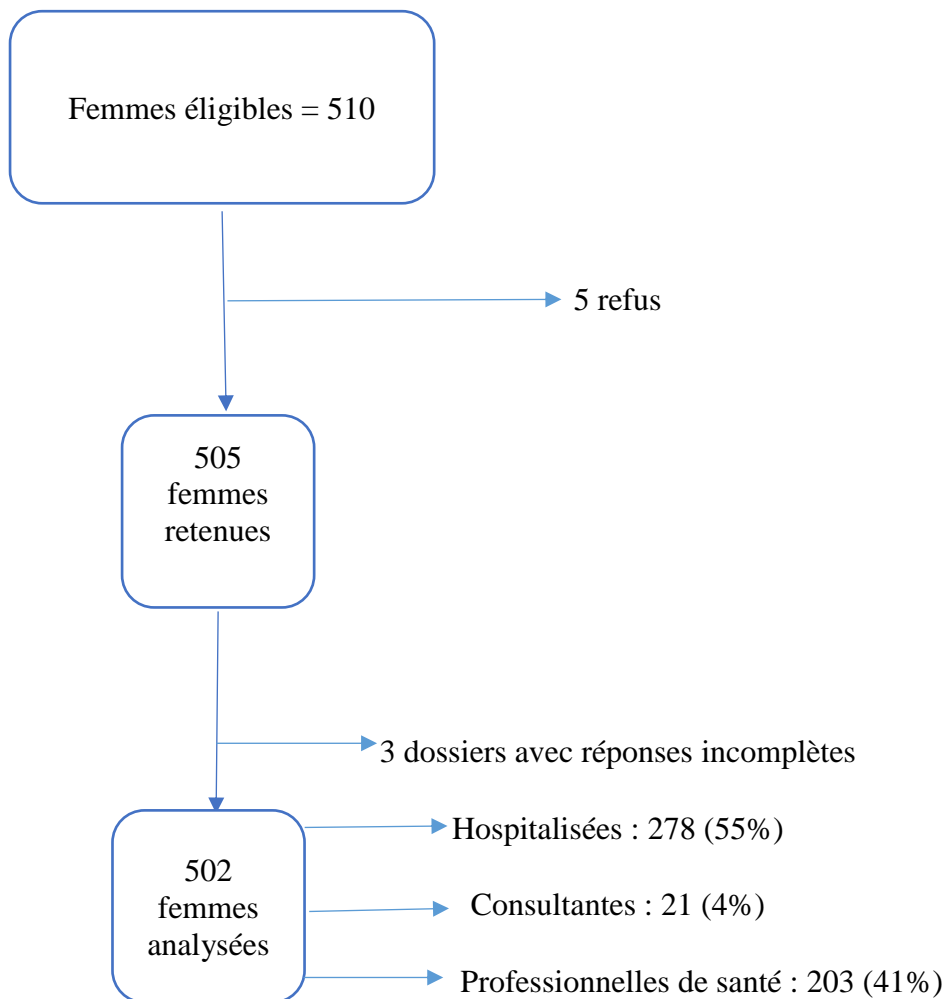 Femmes éligibles = 510
5 refus
505
femmes
retenues
3 dossiers avec réponses incomplètes
Hospitalisées : 278 (55%)
502
femmes
analysées
Consultantes : 21 (4%)
Professionnelles de santé : 203 (41%)